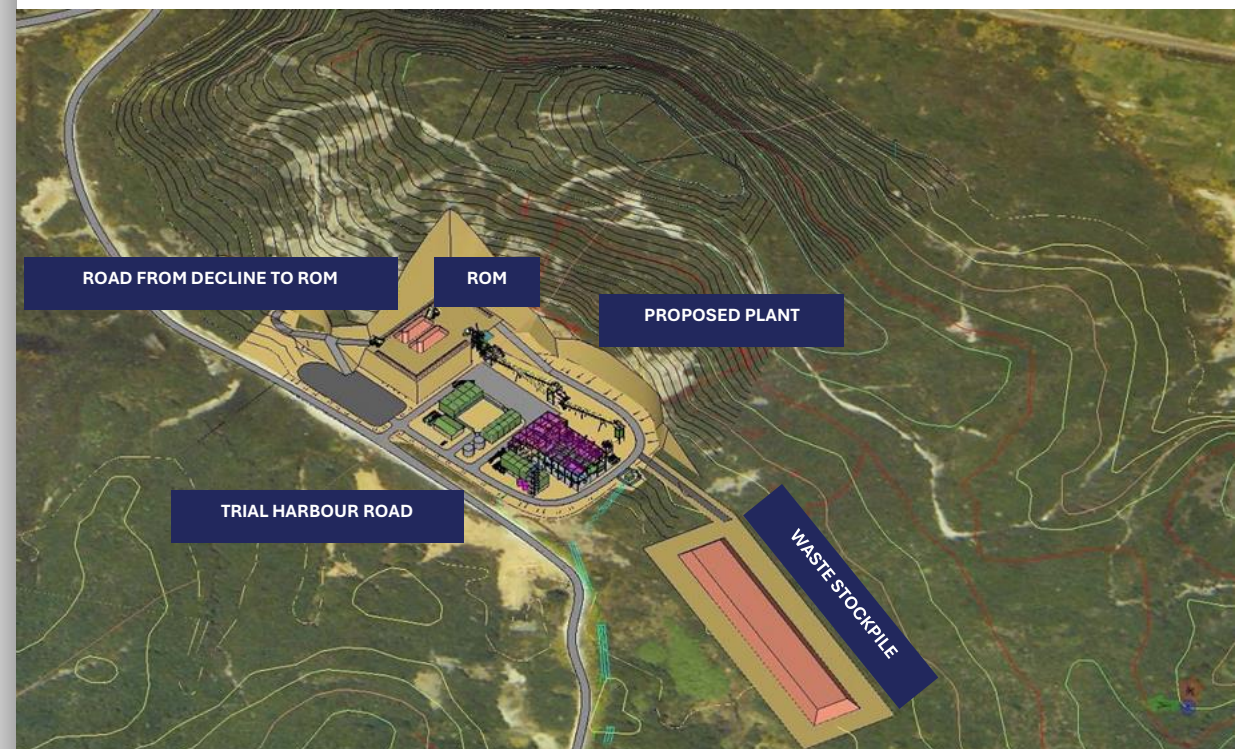 ROAD FROM DECLINE TO ROM
ROM
PROPOSED PLANT
TRIAL HARBOUR ROAD
WASTE STOCKPILE